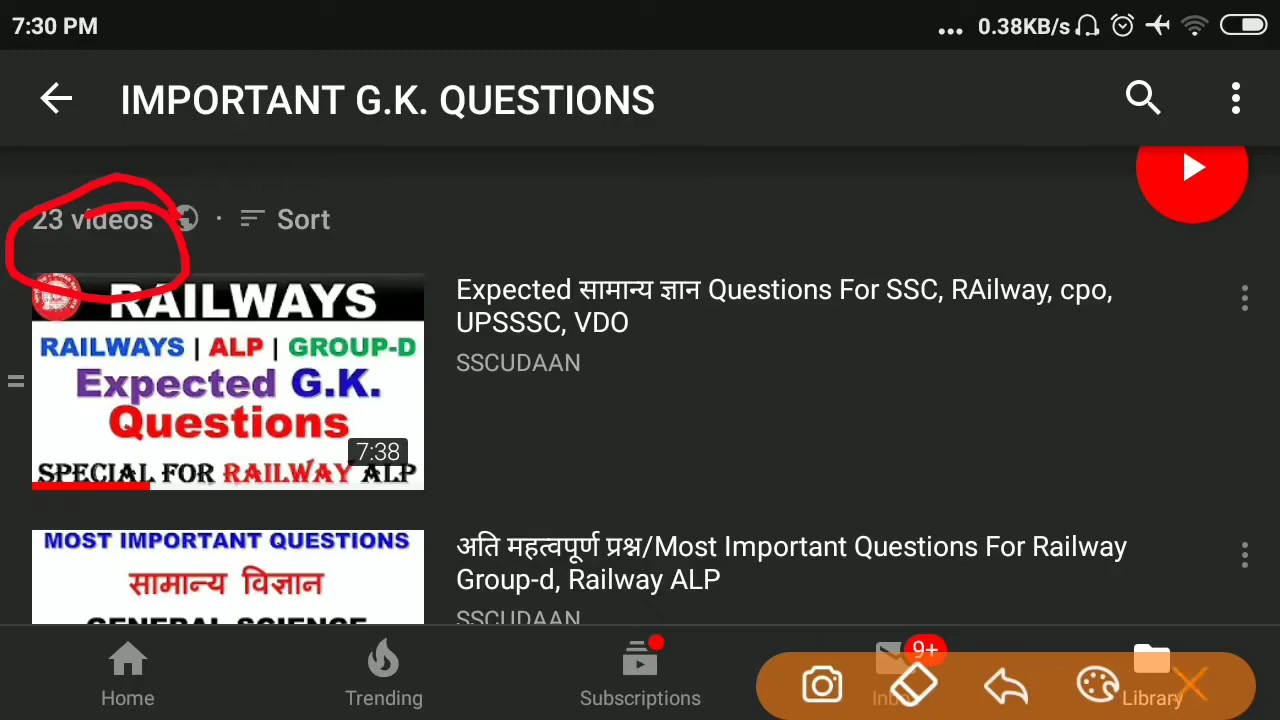 7:30 PM
... 0.38KB/s
IMPORTANT G.K. QUESTIONS
23 videos · Sort
RAILWAYS
RAILWAYS | ALP | GROUP-D
Expected G.K.
Questions
7:38
SPECIAL FOR RAILWAY ALP
Expected सामान्य ज्ञान Questions For SSC, RAilway, cpo,
UPSSSC, VDO
SSCUDAAN
MOST IMPORTANT QUESTIONS
सामान्य विज्ञान
GENERAL SCIENCE
अति महत्वपूर्ण प्रश्न/Most Important Questions For Railway
Group-d, Railway ALP
SSCUDAAN
9+
Home
Trending
Subscriptions
Library